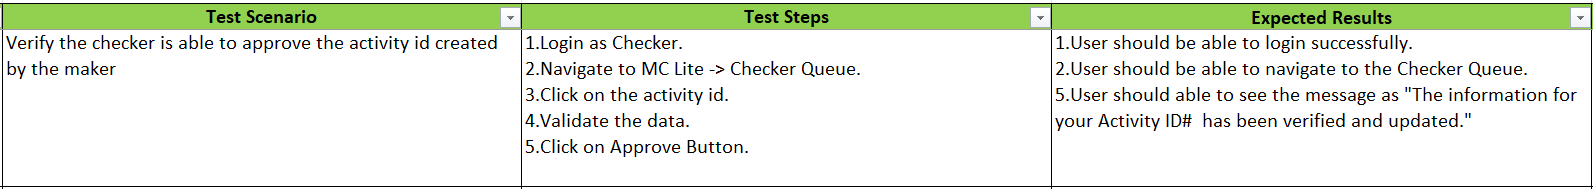 Test Scenario
Test Steps
Expected Results
Verify the checker is able to approve the activity id created
by the maker
1.Login as Checker.
2.Navigate to MC Lite -> Checker Queue.
3.Click on the activity id.
4.Validate the data.
5.Click on Approve Button.
1.User should be able to login successfully.
2.User should be able to navigate to the Checker Queue.
5.User should able to see the message as "The information for
your Activity ID#  has been verified and updated."